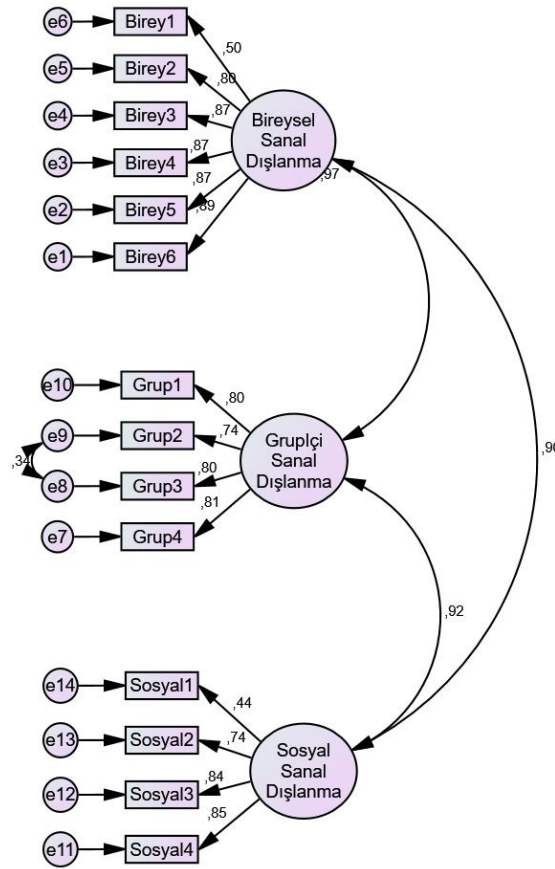 e6
Birey1
,50
e5
Birey2
,80
e4
Birey3
,87
Bireysel
Sanal
Dışlanma
e3
Birey4
,87
,97
e2
Birey5
,87
,89
e1
Birey6
e10
Grup1
,80
e9
Grup2
,74
Grupİçi
Sanal
Dışlanma
,34
e8
Grup3
,80
e7
Grup4
,81
,92
e14
Sosyal1
,44
e13
Sosyal2
,74
Sosyal
Sanal
Dışlanma
e12
Sosyal3
,84
e11
Sosyal4
,85